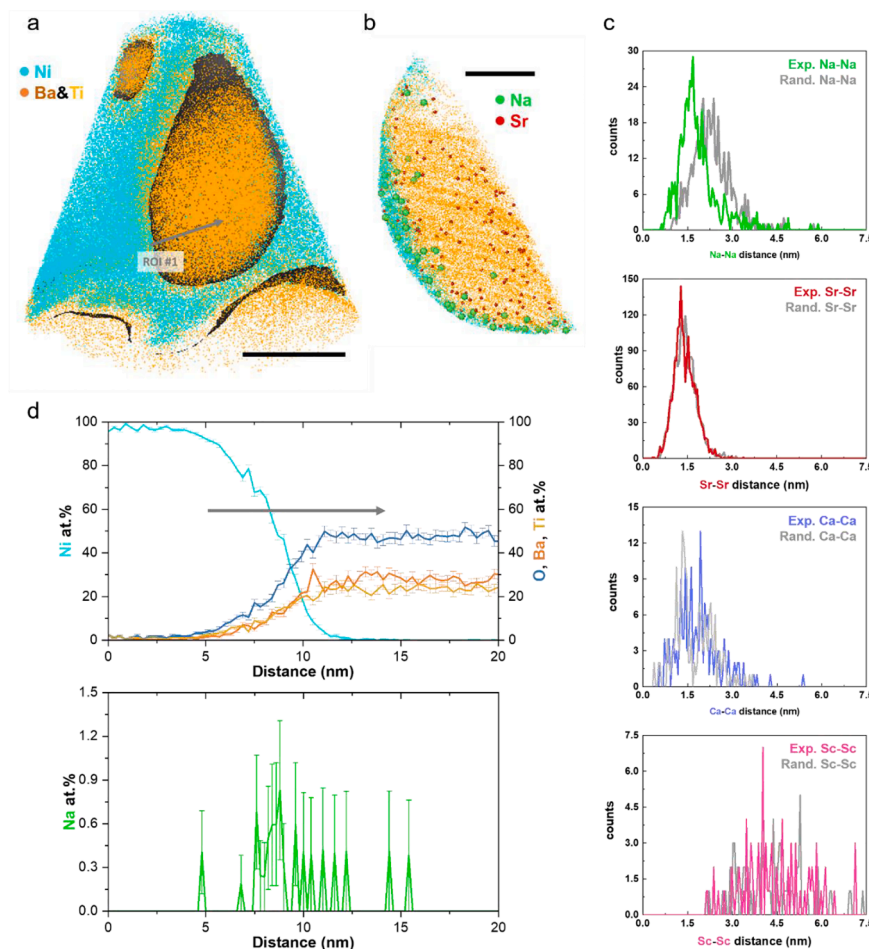 a
Ni
Ba&Ti
ROI #1
b
Na
Sr
c
30
24
18
12
6
0
counts
Exp. Na-Na
Rand. Na-Na
0.0 1.5 3.0 4.5 6.0 7.5
Na-Na distance (nm)
150
120
90
60
30
0
counts
Exp. Sr-Sr
Rand. Sr-Sr
0.0 1.5 3.0 4.5 6.0 7.5
Sr-Sr distance (nm)
15
12
9
6
3
0
counts
Exp. Ca-Ca
Rand. Ca-Ca
0.0 1.5 3.0 4.5 6.0 7.5
Ca-Ca distance (nm)
7.5
6.0
4.5
3.0
1.5
0.0
counts
Exp. Sc-Sc
Rand. Sc-Sc
0.0 1.5 3.0 4.5 6.0 7.5
Sc-Sc distance (nm)
d
100
80
60
40
20
0
Ni at.%
100
80
60
40
20
0
O, Ba, Ti at.%
0 5 10 15 20
Distance (nm)
1.5
1.2
0.9
0.6
0.3
0.0
Na at.%
0 5 10 15 20
Distance (nm)